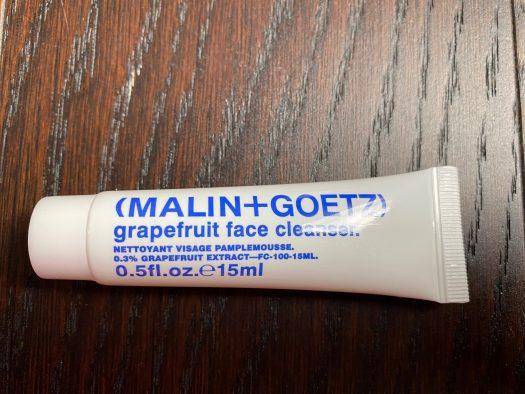 (MALIN+GOETZ)
grapefruit face cleanser.
NETTOYANT VISAGE PAMPLEMOUSSE.
0.3% GRAPEFRUIT EXTRACT—FC-100-15ML.
0.5fl.oz.℮15ml